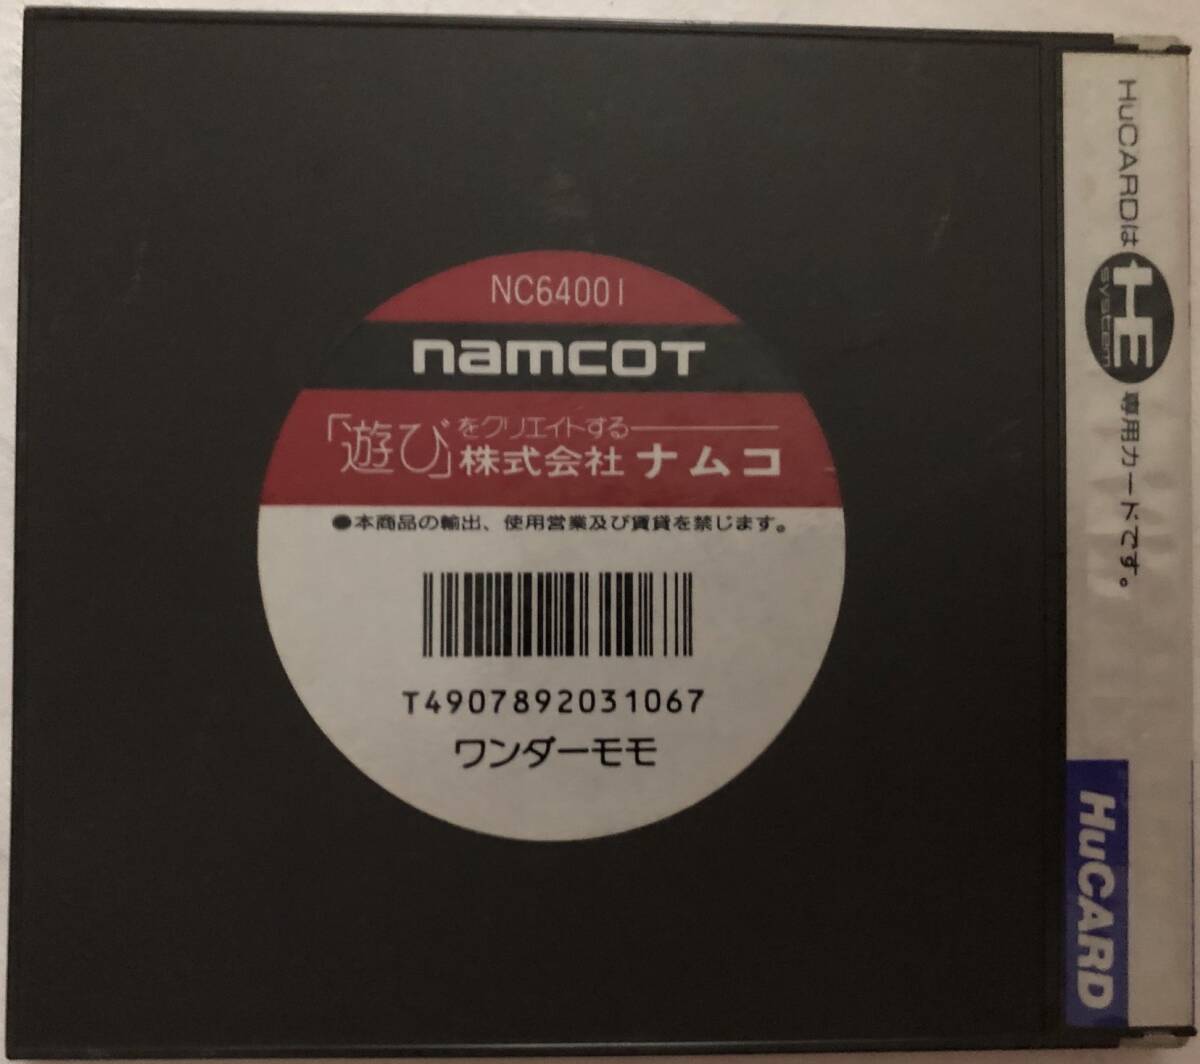 NC64001
namcot
「遊び」をクリエイトする
株式会社ナムコ
●本商品の輸出、使用営業及び賃貸を禁じます。
T4907892031067
ワンダーモモ
HuCARDは HE system 専用カードです。
HuCARD